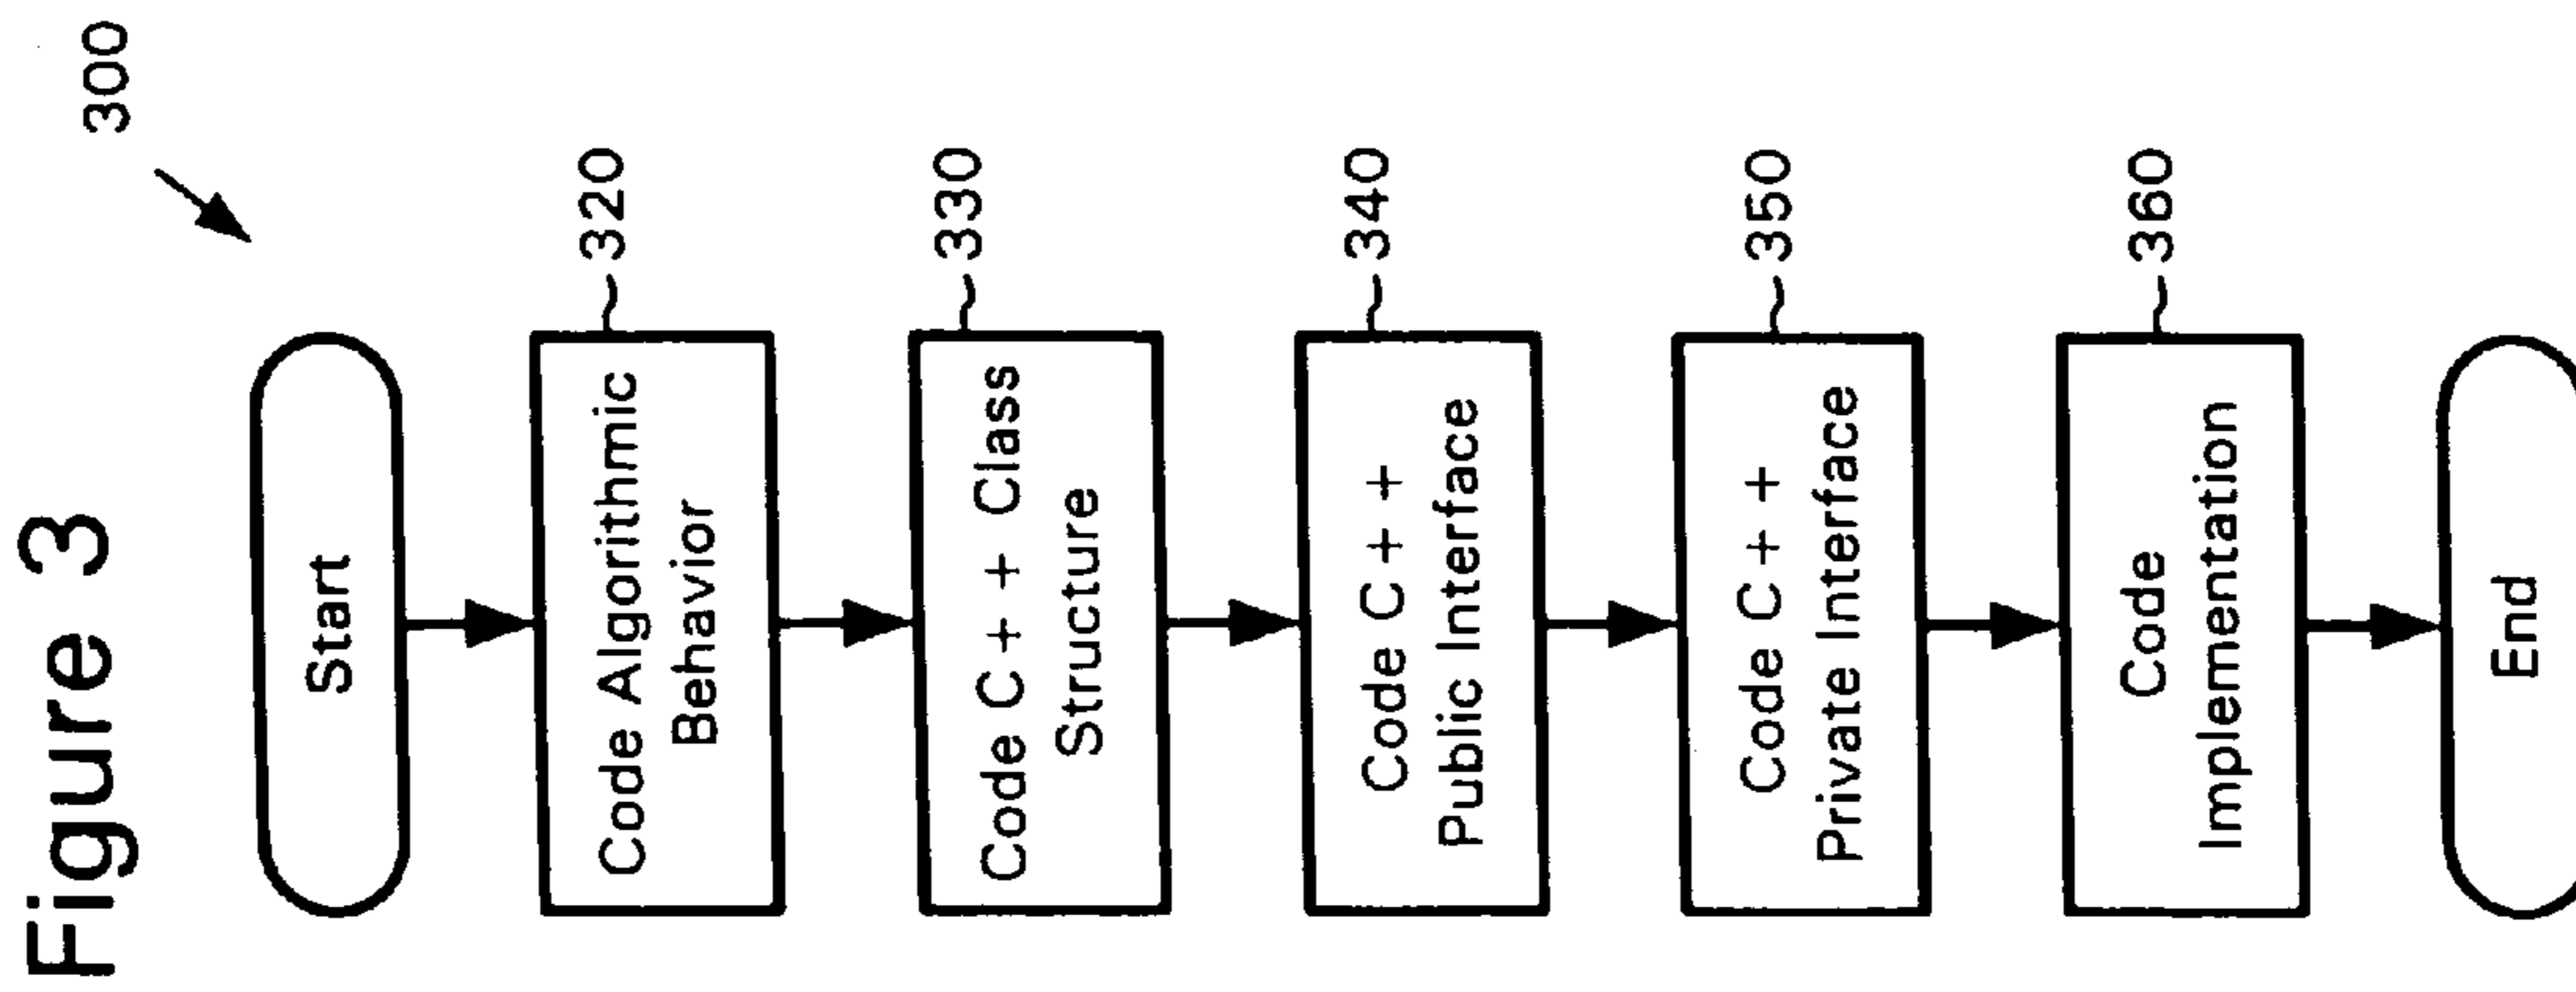 Figure 3
300
Start
Code Algorithmic
Behavior
320
Code C++ Class
Structure
330
Code C++
Public Interface
340
Code C++
Private Interface
350
Code
Implementation
360
End